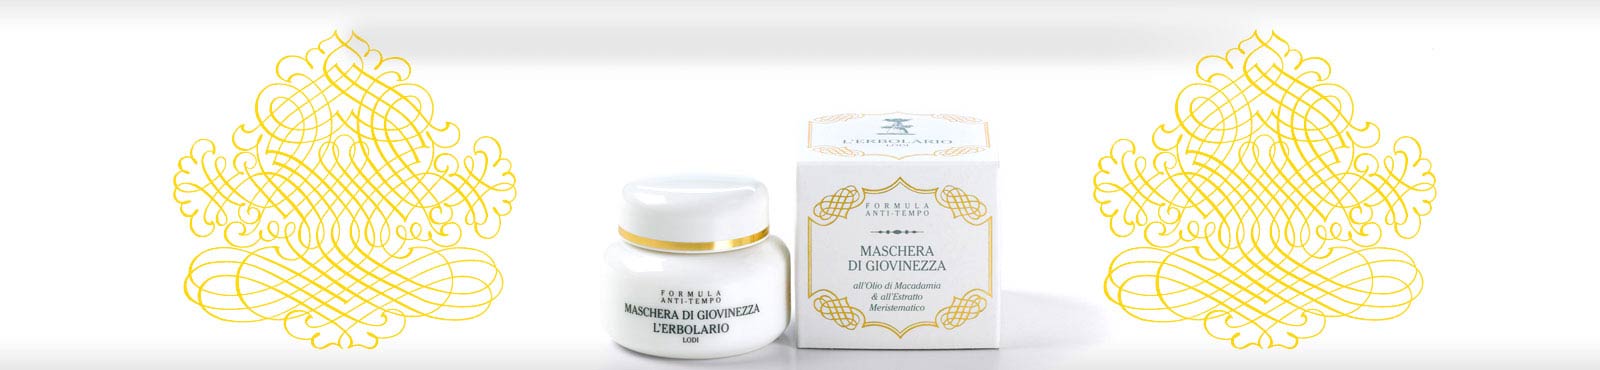 FORMULA
ANTI-TEMPO
MASCHERA DI GIOVINEZZA
L'ERBOLARIO
LODI
L'ERBOLARIO
LODI
FORMULA
ANTI-TEMPO
MASCHERA
DI GIOVINEZZA
all'Olio di Macadamia
& all'Estratto
Meristematico